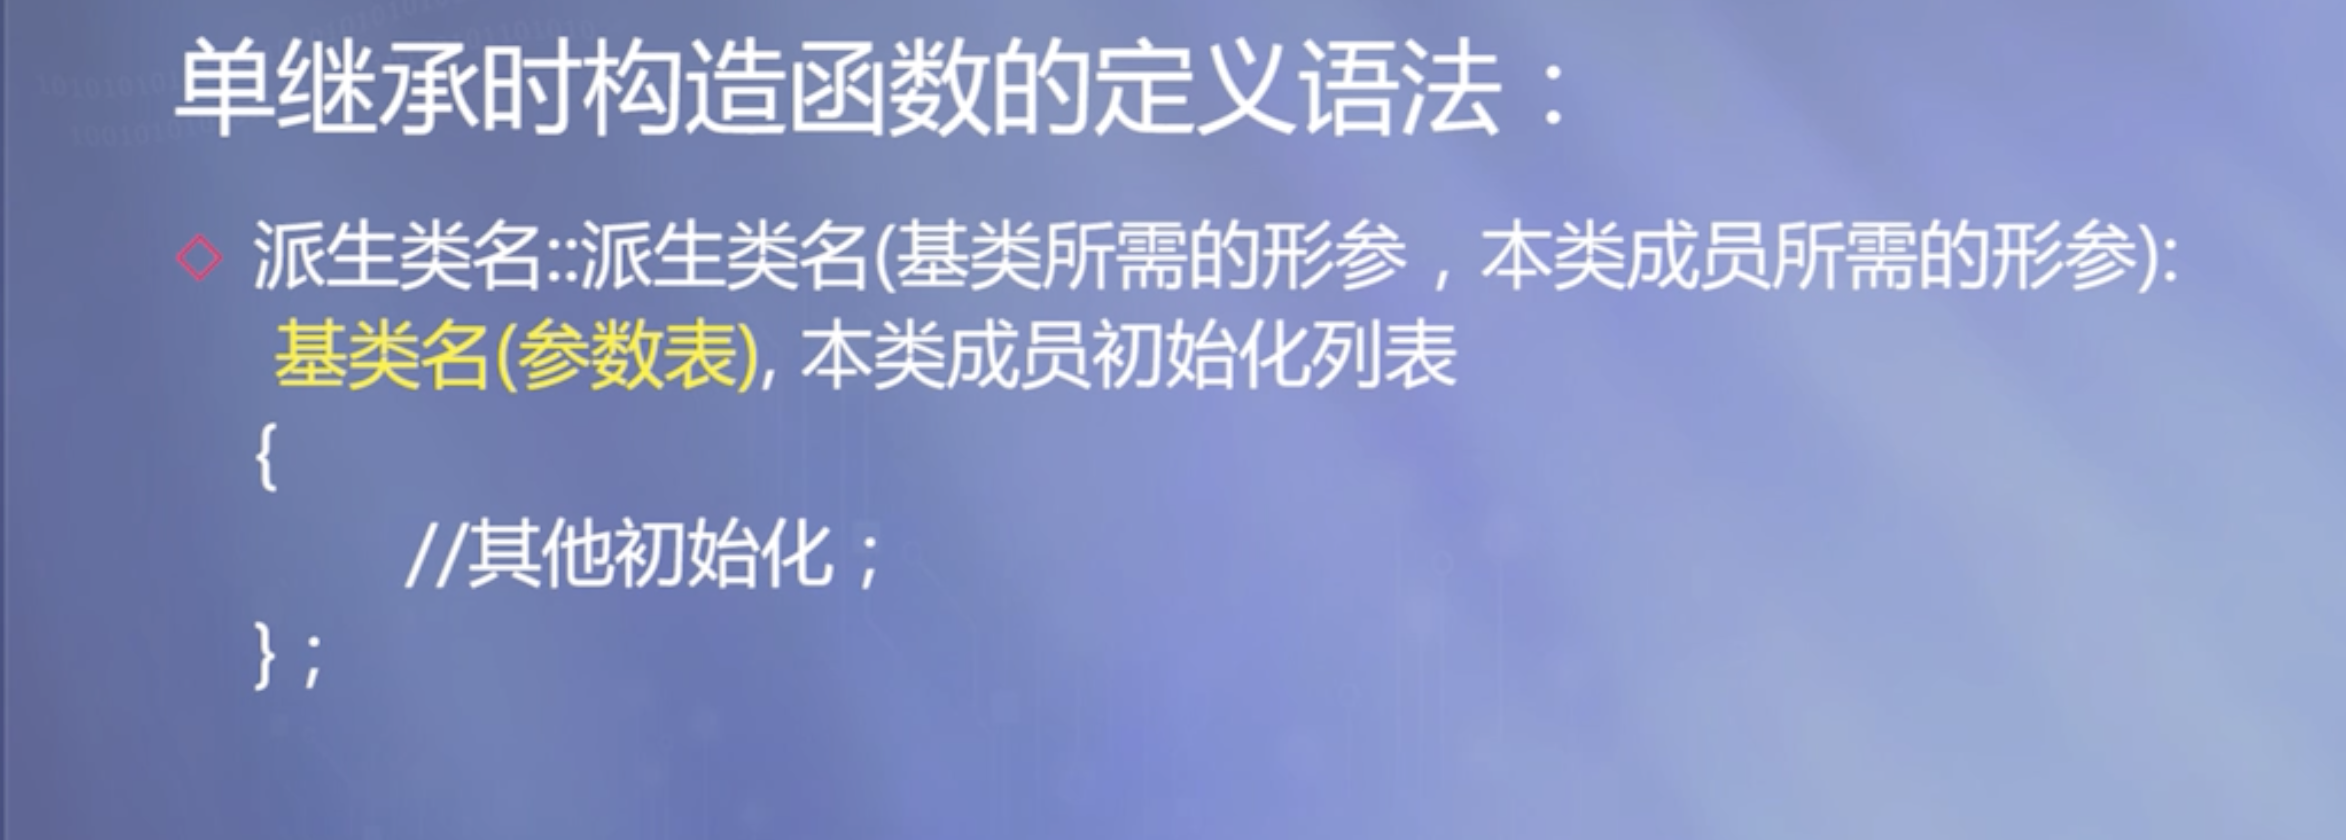 单继承时构造函数的定义语法：
派生类名::派生类名(基类所需的形参，本类成员所需的形参):
基类名(参数表), 本类成员初始化列表
{
//其他初始化；
}；